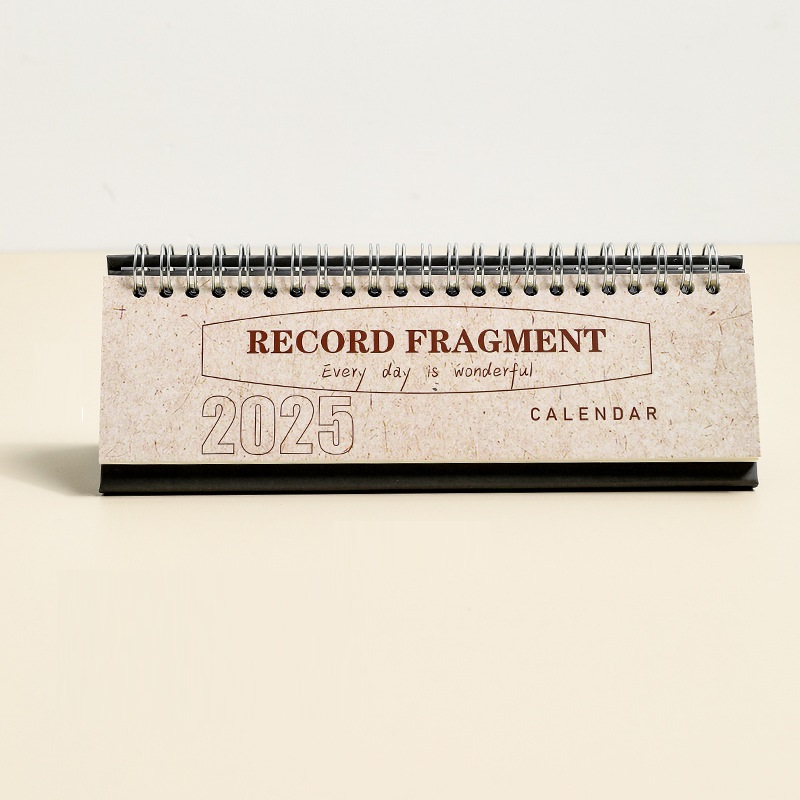 RECORD FRAGMENT
Every day is wonderful
2025
CALENDAR